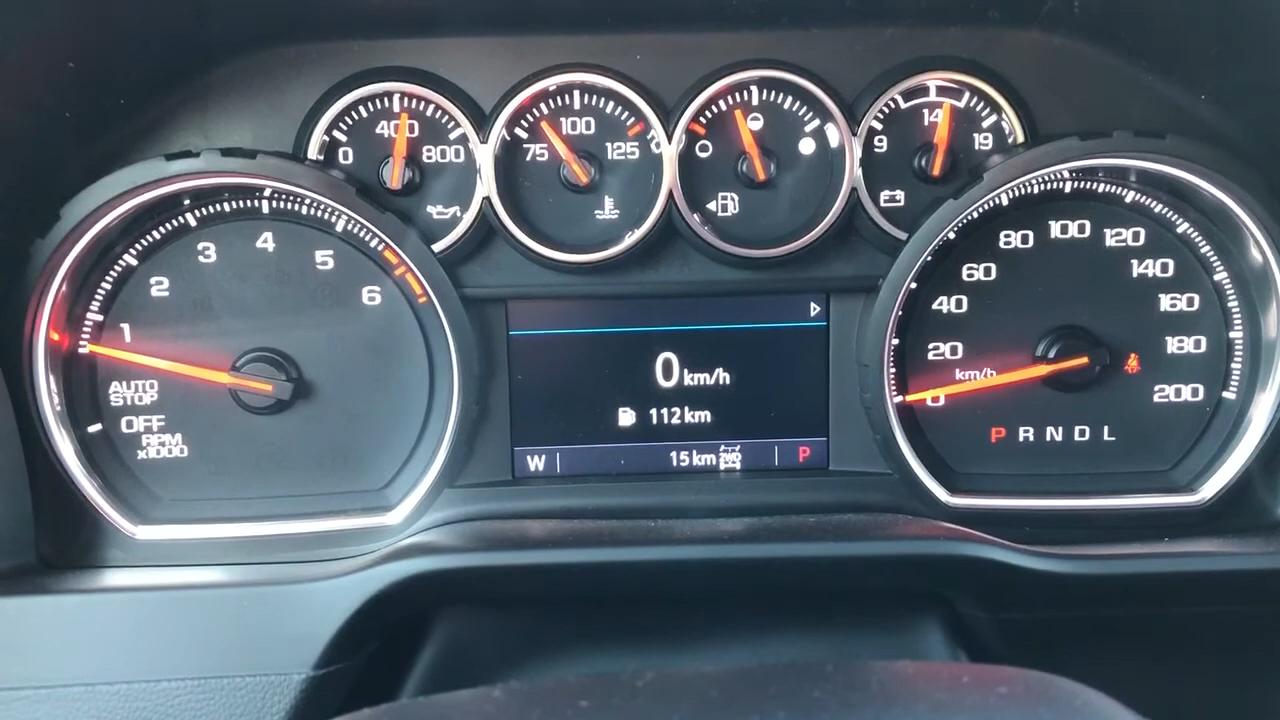 0 400 800
75 100 125
9 14 19
1 2 3 4 5 6
AUTO
STOP
OFF
RPM
x1000
0 km/h
112 km
W 15 km 2WD P
0 20 40 60 80 100 120 140 160 180 200
km/h
P R N D L